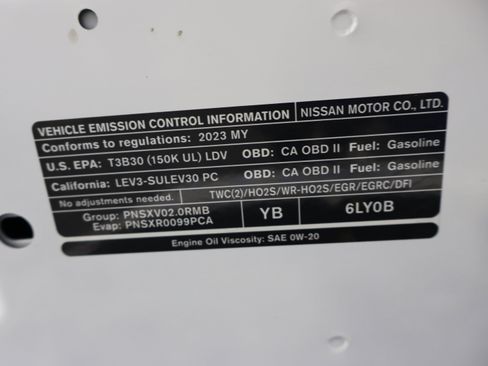 VEHICLE EMISSION CONTROL INFORMATION NISSAN MOTOR CO., LTD.
Conforms to regulations: 2023 MY
U.S. EPA: T3B30 (150K UL) LDV OBD: CA OBD II Fuel: Gasoline
California: LEV3-SULEV30 PC OBD: CA OBD II Fuel: Gasoline
No adjustments needed. TWC(2)/HO2S/WR-HO2S/EGR/EGRC/DFI
Group: PNSXV02.0RMB YB 6LY0B
Evap: PNSXR0099PCA
Engine Oil Viscosity: SAE 0W-20